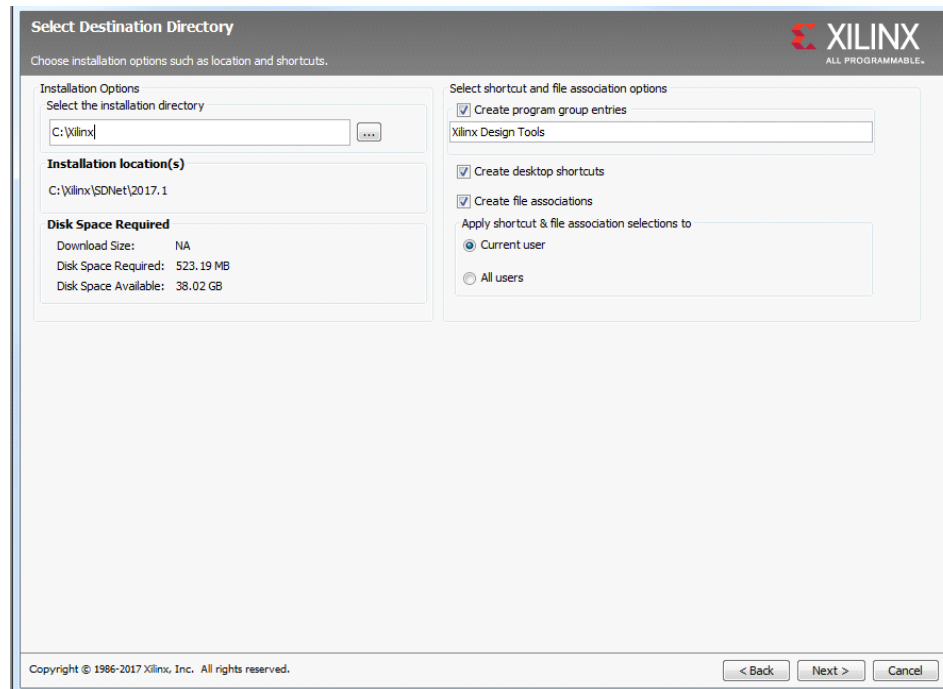 Select Destination Directory
Choose installation options such as location and shortcuts.
XILINX
ALL PROGRAMMABLE.
Installation Options
Select the installation directory
C:\Xilinx
...
Installation location(s)
C:\Xilinx\SDNet\2017.1
Disk Space Required
Download Size: NA
Disk Space Required: 523.19 MB
Disk Space Available: 38.02 GB
Select shortcut and file association options
Create program group entries
Xilinx Design Tools
Create desktop shortcuts
Create file associations
Apply shortcut & file association selections to
Current user
All users
Copyright © 1986-2017 Xilinx, Inc. All rights reserved.
< Back Next > Cancel